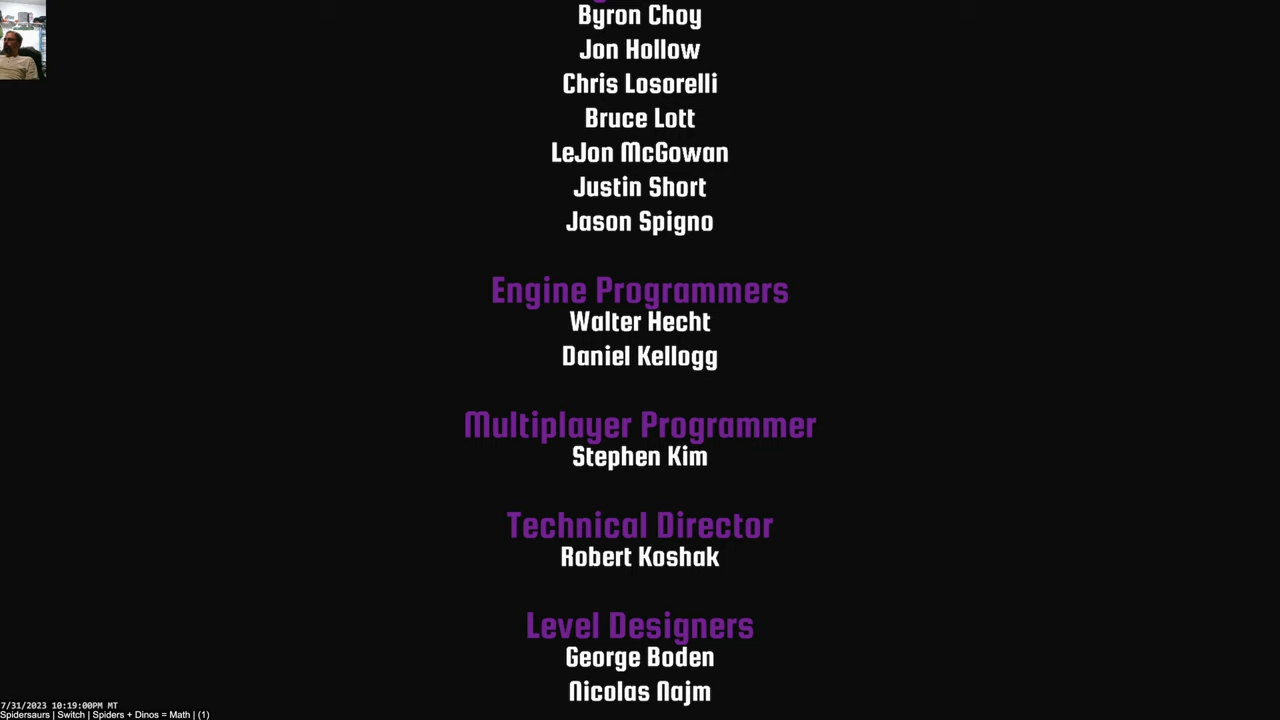 Byron Choy
Jon Hollow
Chris Losorelli
Bruce Lott
LeJon McGowan
Justin Short
Jason Spigno
Engine Programmers
Walter Hecht
Daniel Kellogg
Multiplayer Programmer
Stephen Kim
Technical Director
Robert Koshak
Level Designers
George Boden
Nicolas Najm
7/31/2023 10:19:00PM MT
Spidersaurs | Switch | Spiders + Dinos = Math | (1)